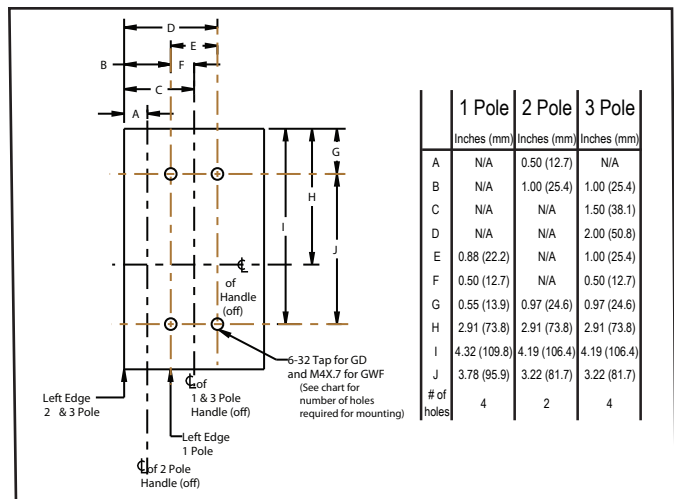 D
E
B
F
C
A
G
H
I
J
℄
of
Handle
(off)
6-32 Tap for GD
and M4X.7 for GWF
(See chart for
number of holes
required for mounting)
℄of
1 & 3 Pole
Handle (off)
Left Edge
2 & 3 Pole
Left Edge
1 Pole
℄of 2 Pole
Handle (off)
1 Pole 2 Pole 3 Pole
Inches (mm) Inches (mm) Inches (mm)
A N/A 0.50 (12.7) N/A
B N/A 1.00 (25.4) 1.00 (25.4)
C N/A N/A 1.50 (38.1)
D N/A N/A 2.00 (50.8)
E 0.88 (22.2) N/A 1.00 (25.4)
F 0.50 (12.7) N/A 0.50 (12.7)
G 0.55 (13.9) 0.97 (24.6) 0.97 (24.6)
H 2.91 (73.8) 2.91 (73.8) 2.91 (73.8)
I 4.32 (109.8) 4.19 (106.4) 4.19 (106.4)
J 3.78 (95.9) 3.22 (81.7) 3.22 (81.7)
# of
holes 4 2 4